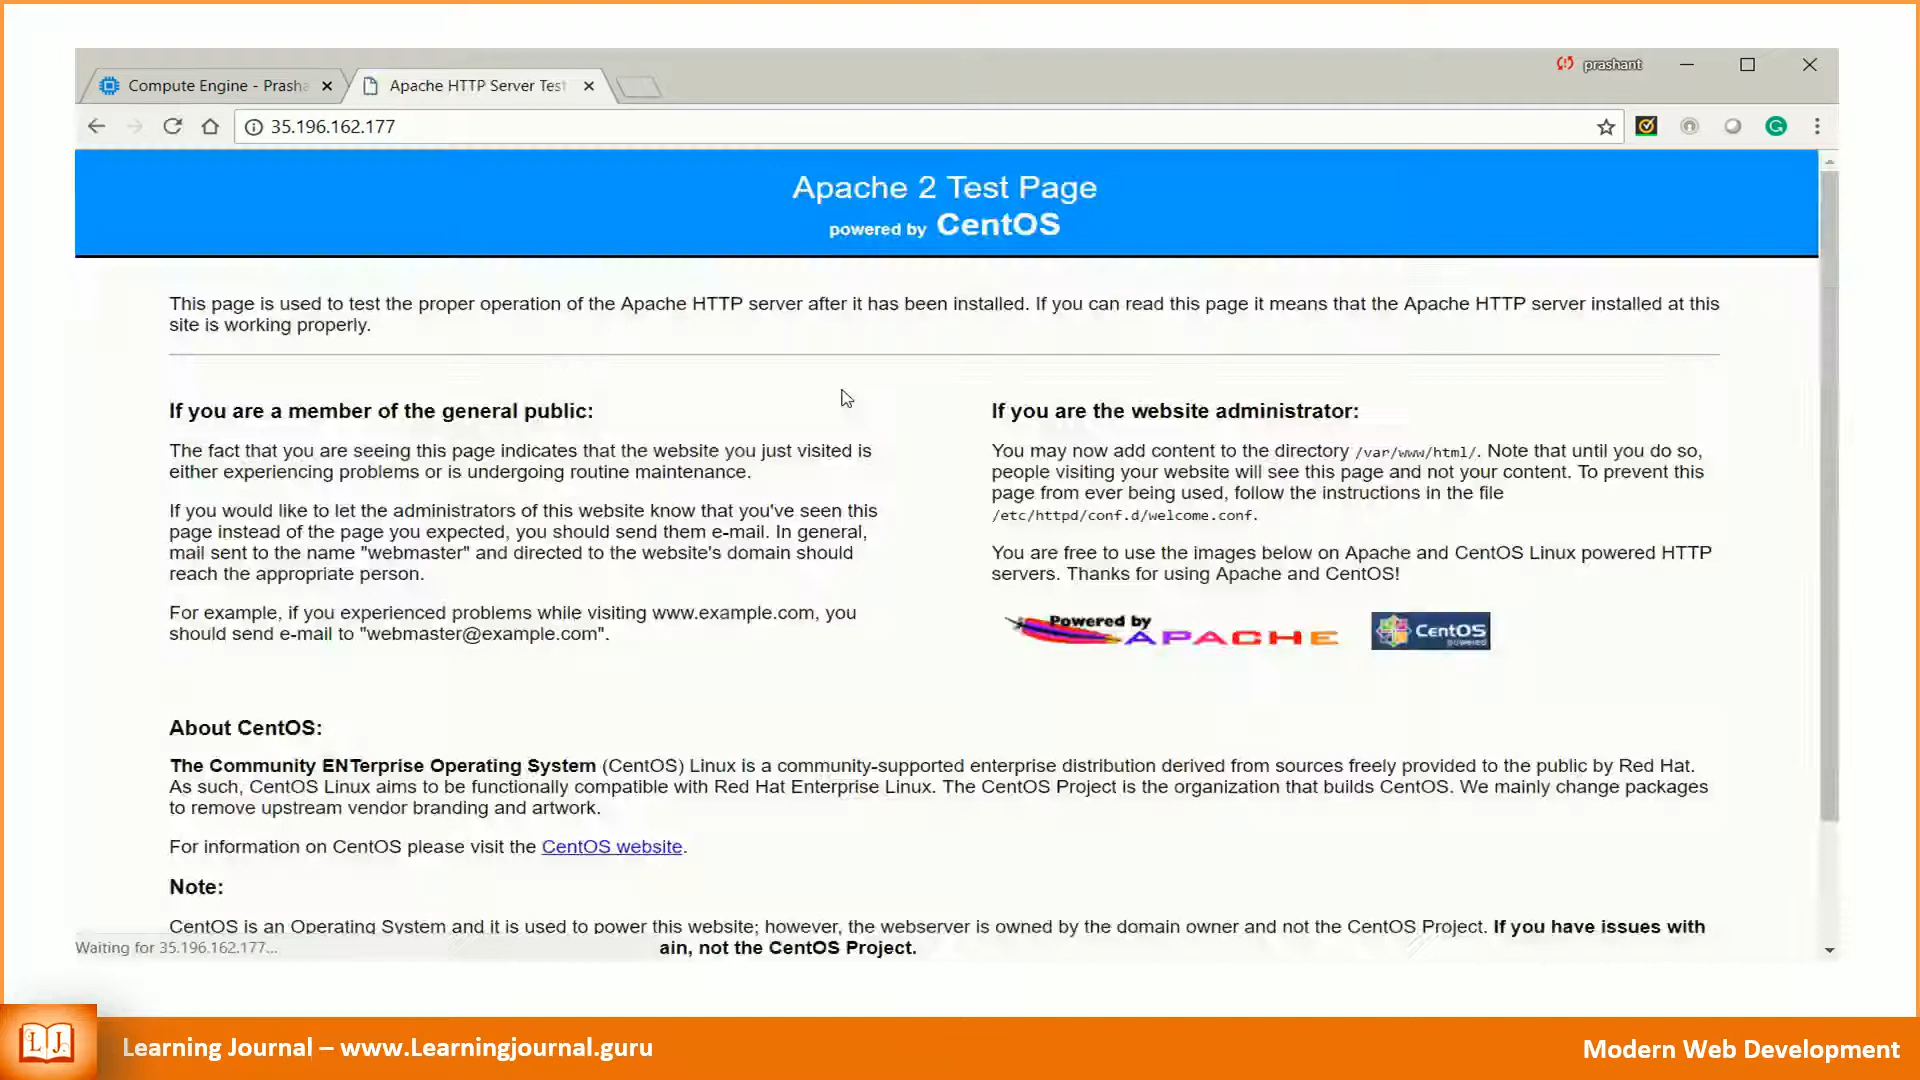 prashant
Compute Engine - Prasha
Apache HTTP Server Test
35.196.162.177
Apache 2 Test Page
powered by CentOS
This page is used to test the proper operation of the Apache HTTP server after it has been installed. If you can read this page it means that the Apache HTTP server installed at this
site is working properly.
If you are a member of the general public:
The fact that you are seeing this page indicates that the website you just visited is
either experiencing problems or is undergoing routine maintenance.
If you would like to let the administrators of this website know that you've seen this
page instead of the page you expected, you should send them e-mail. In general,
mail sent to the name "webmaster" and directed to the website's domain should
reach the appropriate person.
For example, if you experienced problems while visiting www.example.com, you
should send e-mail to "webmaster@example.com".
If you are the website administrator:
You may now add content to the directory /var/www/html/. Note that until you do so,
people visiting your website will see this page and not your content. To prevent this
page from ever being used, follow the instructions in the file
/etc/httpd/conf.d/welcome.conf.
You are free to use the images below on Apache and CentOS Linux powered HTTP
servers. Thanks for using Apache and CentOS!
Powered by
APACHE
CentOS
powered
About CentOS:
The Community ENTerprise Operating System (CentOS) Linux is a community-supported enterprise distribution derived from sources freely provided to the public by Red Hat.
As such, CentOS Linux aims to be functionally compatible with Red Hat Enterprise Linux. The CentOS Project is the organization that builds CentOS. We mainly change packages
to remove upstream vendor branding and artwork.
For information on CentOS please visit the CentOS website.
Note:
CentOS is an Operating System and it is used to power this website; however, the webserver is owned by the domain owner and not the CentOS Project. If you have issues with
ain, not the CentOS Project.
Waiting for 35.196.162.177...
LJ
Learning Journal – www.Learningjournal.guru
Modern Web Development